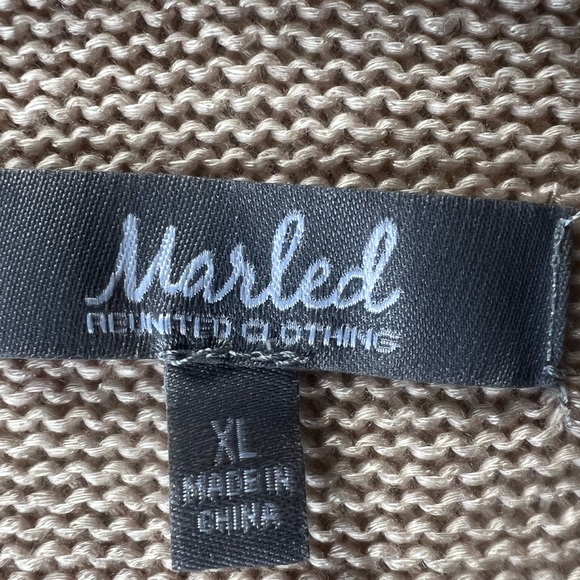 Marled
REUNITED CLOTHING
XL
MADE IN
CHINA